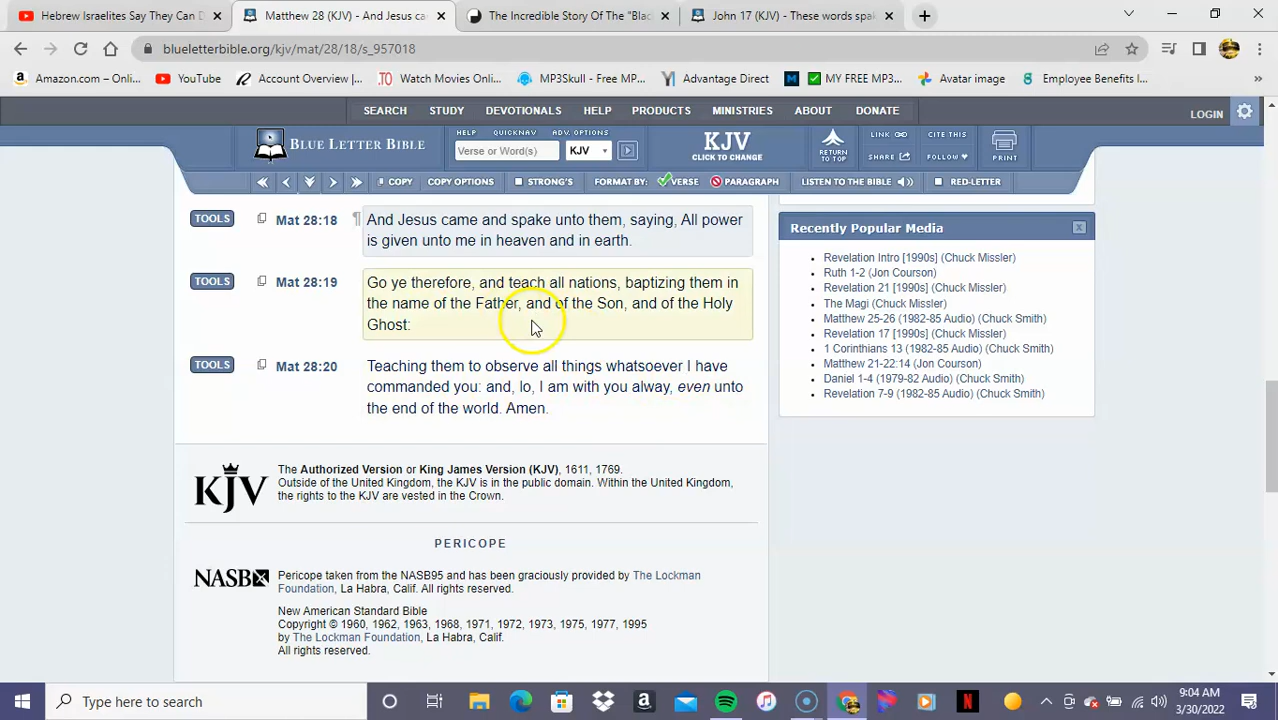 Hebrew Israelites Say They Can D
Matthew 28 (KJV) - And Jesus ca
The Incredible Story Of The "Blac
John 17 (KJV) - These words spak
blueletterbible.org/kjv/mat/28/18/s_957018
Amazon.com – Onli...
YouTube
Account Overview |...
Watch Movies Onlin...
MP3Skull - Free MP...
Advantage Direct
MY FREE MP3...
Avatar image
Employee Benefits I...
SEARCH STUDY DEVOTIONALS HELP PRODUCTS MINISTRIES ABOUT DONATE
LOGIN
BLUE LETTER BIBLE
HELP QUICKNAV ADV. OPTIONS
Verse or Word(s) KJV
KJV
CLICK TO CHANGE
RETURN
TO TOP
LINK
SHARE
CITE THIS
FOLLOW
PRINT
COPY COPY OPTIONS STRONG'S FORMAT BY: VERSE PARAGRAPH LISTEN TO THE BIBLE RED-LETTER
TOOLS Mat 28:18 ¶ And Jesus came and spake unto them, saying, All power
is given unto me in heaven and in earth.
TOOLS Mat 28:19 Go ye therefore, and teach all nations, baptizing them in
the name of the Father, and of the Son, and of the Holy
Ghost:
TOOLS Mat 28:20 Teaching them to observe all things whatsoever I have
commanded you: and, lo, I am with you alway, even unto
the end of the world. Amen.
KJV
The Authorized Version or King James Version (KJV), 1611, 1769.
Outside of the United Kingdom, the KJV is in the public domain. Within the United Kingdom,
the rights to the KJV are vested in the Crown.
PERICOPE
NASB
Pericope taken from the NASB95 and has been graciously provided by The Lockman
Foundation, La Habra, Calif. All rights reserved.
New American Standard Bible
Copyright © 1960, 1962, 1963, 1968, 1971, 1972, 1973, 1975, 1977, 1995
by The Lockman Foundation, La Habra, Calif.
All rights reserved.
Recently Popular Media
Revelation Intro [1990s] (Chuck Missler)
Ruth 1-2 (Jon Courson)
Revelation 21 [1990s] (Chuck Missler)
The Magi (Chuck Missler)
Matthew 25-26 (1982-85 Audio) (Chuck Smith)
Revelation 17 [1990s] (Chuck Missler)
1 Corinthians 13 (1982-85 Audio) (Chuck Smith)
Matthew 21-22:14 (Jon Courson)
Daniel 1-4 (1979-82 Audio) (Chuck Smith)
Revelation 7-9 (1982-85 Audio) (Chuck Smith)
Type here to search
9:04 AM
3/30/2022